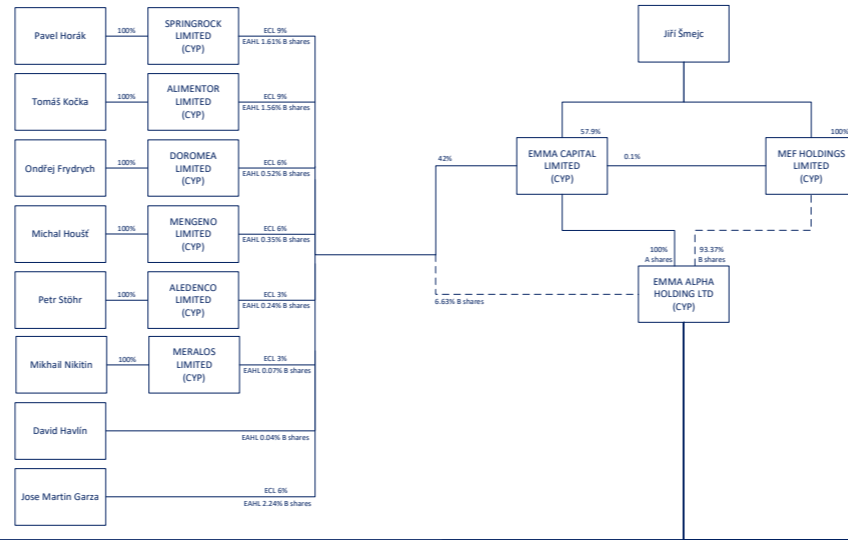 Pavel Horák
100%
SPRINGROCK
LIMITED
(CYP)
ECL 9%
EAHL 1.61% B shares
Tomáš Kočka
100%
ALIMENTOR
LIMITED
(CYP)
ECL 9%
EAHL 1.56% B shares
Ondřej Frydrych
100%
DOROMEA
LIMITED
(CYP)
ECL 6%
EAHL 0.52% B shares
Michal Houšť
100%
MENGENO
LIMITED
(CYP)
ECL 6%
EAHL 0.35% B shares
Petr Stöhr
100%
ALEDENCO
LIMITED
(CYP)
ECL 3%
EAHL 0.24% B shares
Mikhail Nikitin
100%
MERALOS
LIMITED
(CYP)
ECL 3%
EAHL 0.07% B shares
David Havlín
EAHL 0.04% B shares
Jose Martin Garza
ECL 6%
EAHL 2.24% B shares
Jiří Šmejc
57.9%
100%
42%
EMMA CAPITAL
LIMITED
(CYP)
0.1%
MEF HOLDINGS
LIMITED
(CYP)
100%
A shares
93.37%
B shares
6.63% B shares
EMMA ALPHA
HOLDING LTD
(CYP)